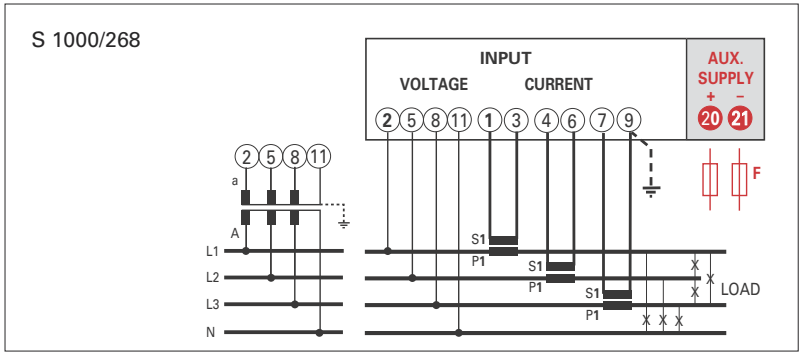 S 1000/268
INPUT
AUX.
SUPPLY
VOLTAGE CURRENT
+ –
2 5 8 11 1 3 4 6 7 9 20 21
2 5 8 11
F
a
A
L1
L2
L3
N
S1
P1
S1
P1
S1
P1
LOAD